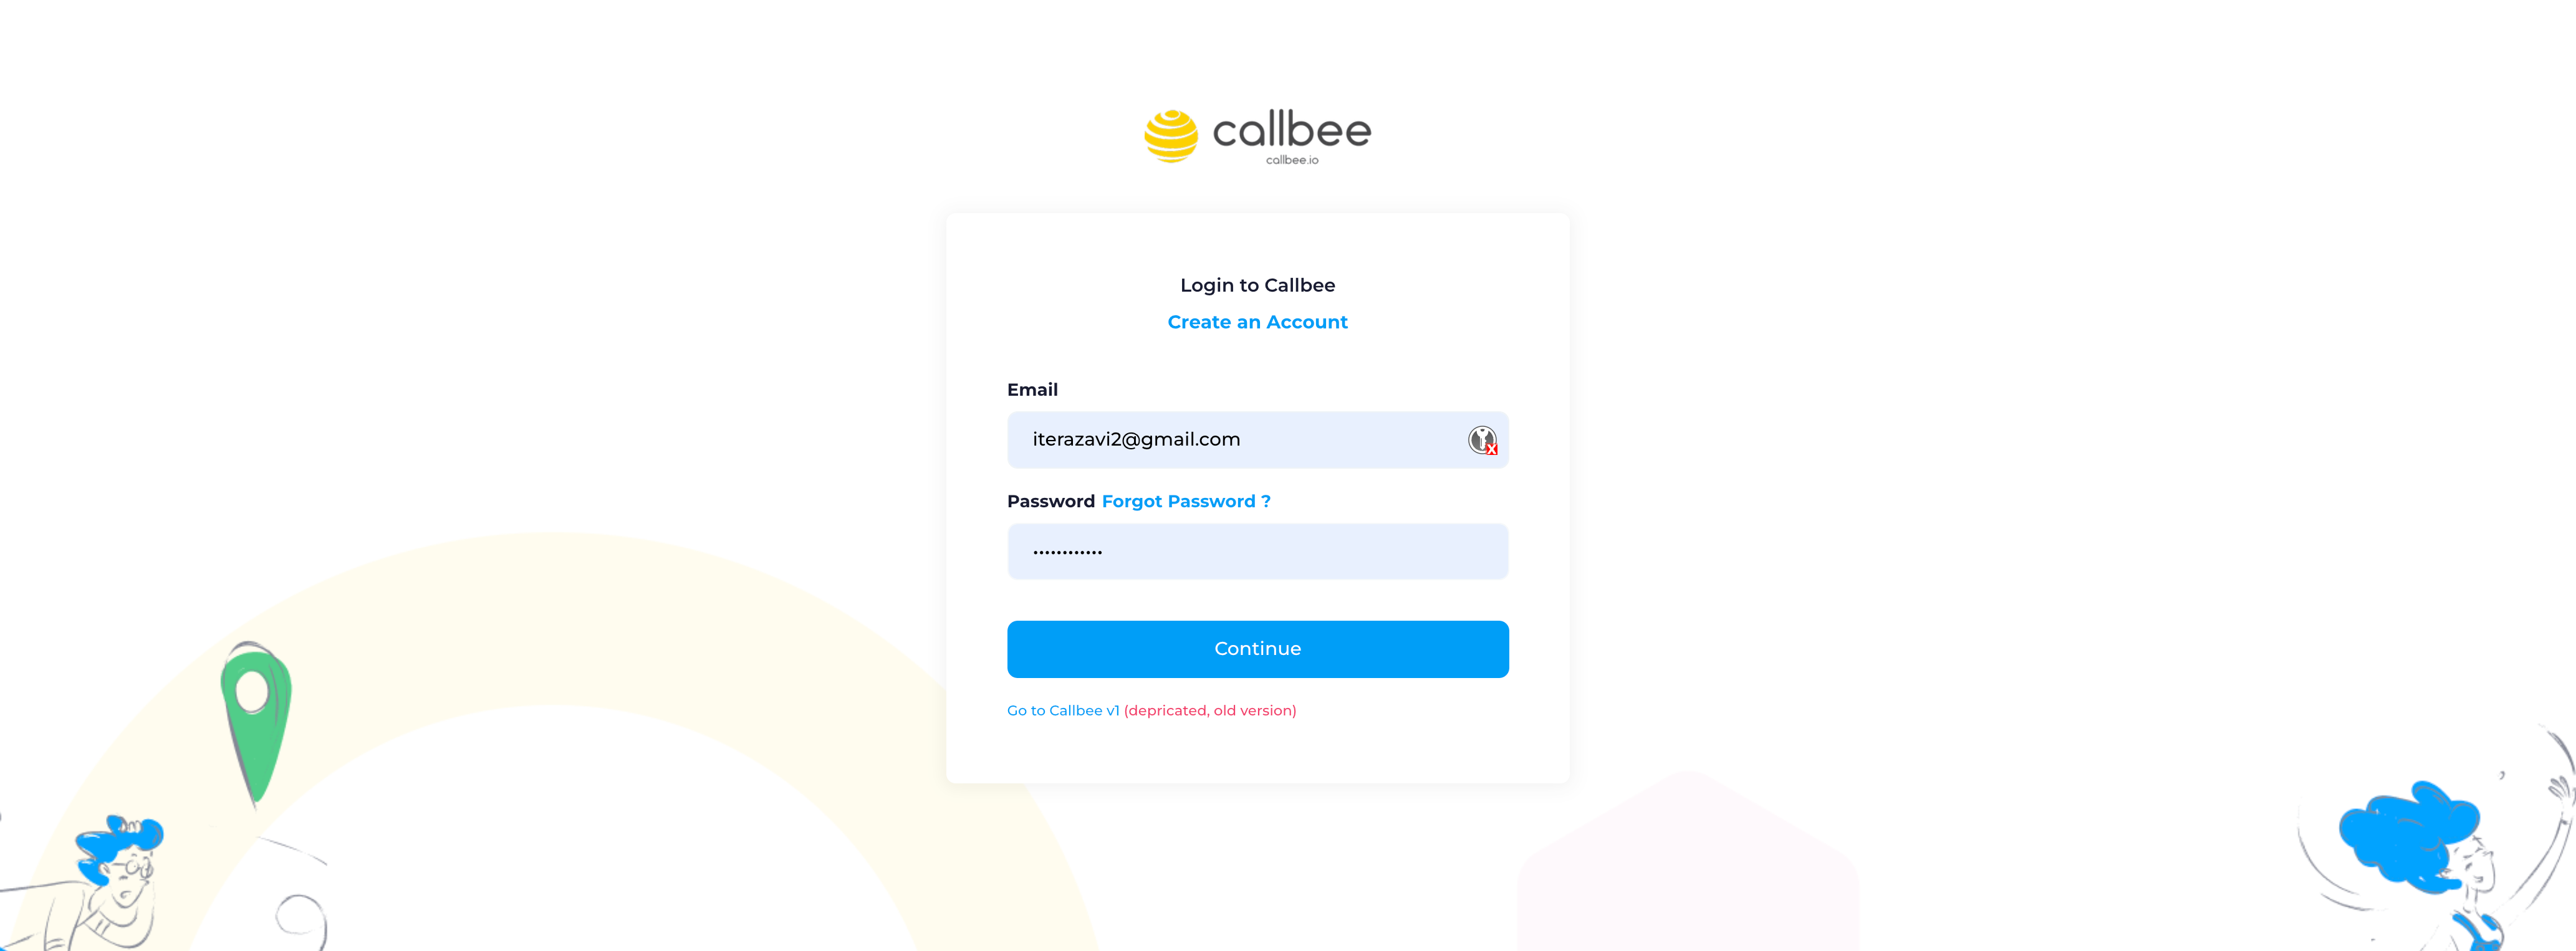 callbee
callbee.io
Login to Callbee
Create an Account
Email
iterazavi2@gmail.com
Password Forgot Password ?
••••••••••••
Continue
Go to Callbee v1 (depricated, old version)